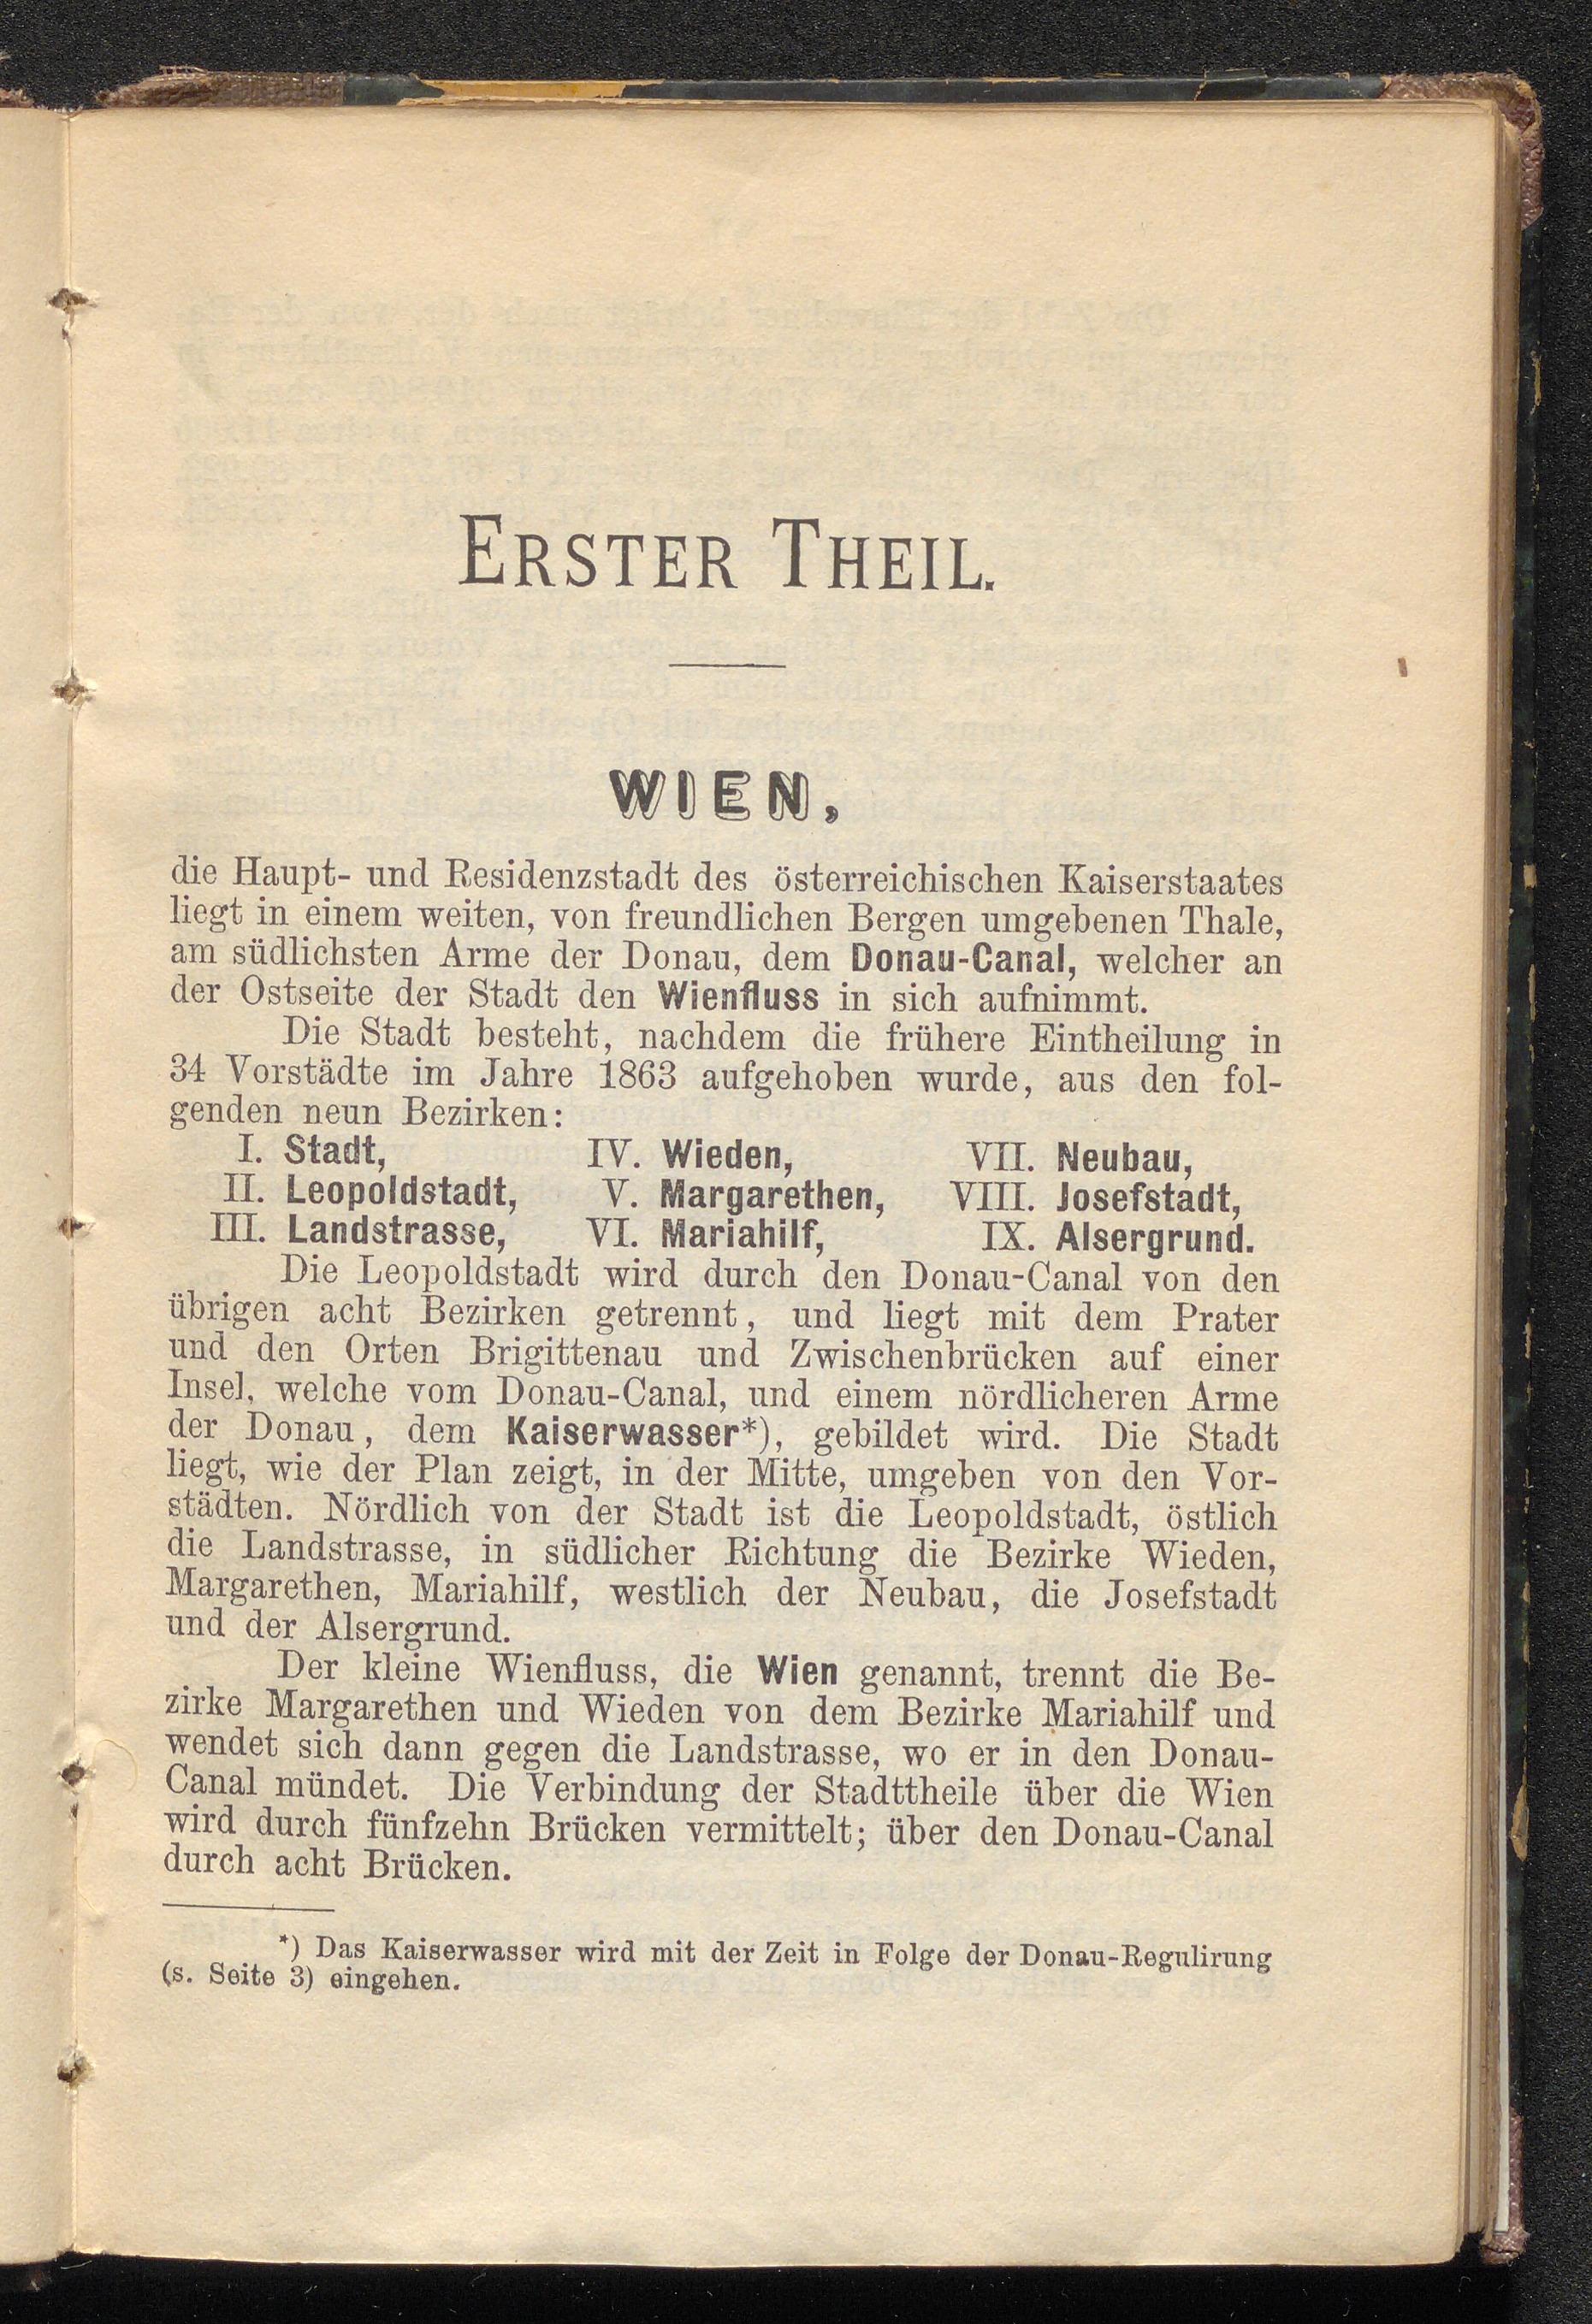 ERSTER THEIL.
WIEN,
die Haupt- und Residenzstadt des österreichischen Kaiserstaates
liegt in einem weiten, von freundlichen Bergen umgebenen Thale,
am südlichsten Arme der Donau, dem Donau-Canal, welcher an
der Ostseite der Stadt den Wienfluss in sich aufnimmt.
Die Stadt besteht, nachdem die frühere Eintheilung in
34 Vorstädte im Jahre 1863 aufgehoben wurde, aus den fol-
genden neun Bezirken:
I. Stadt, IV. Wieden, VII. Neubau,
II. Leopoldstadt, V. Margarethen, VIII. Josefstadt,
III. Landstrasse, VI. Mariahilf, IX. Alsergrund.
Die Leopoldstadt wird durch den Donau-Canal von den
übrigen acht Bezirken getrennt, und liegt mit dem Prater
und den Orten Brigittenau und Zwischenbrücken auf einer
Insel, welche vom Donau-Canal, und einem nördlicheren Arme
der Donau, dem Kaiserwasser*), gebildet wird. Die Stadt
liegt, wie der Plan zeigt, in der Mitte, umgeben von den Vor-
städten. Nördlich von der Stadt ist die Leopoldstadt, östlich
die Landstrasse, in südlicher Richtung die Bezirke Wieden,
Margarethen, Mariahilf, westlich der Neubau, die Josefstadt
und der Alsergrund.
Der kleine Wienfluss, die Wien genannt, trennt die Be-
zirke Margarethen und Wieden von dem Bezirke Mariahilf und
wendet sich dann gegen die Landstrasse, wo er in den Donau-
Canal mündet. Die Verbindung der Stadttheile über die Wien
wird durch fünfzehn Brücken vermittelt; über den Donau-Canal
durch acht Brücken.
*) Das Kaiserwasser wird mit der Zeit in Folge der Donau-Regulirung
(s. Seite 3) eingehen.